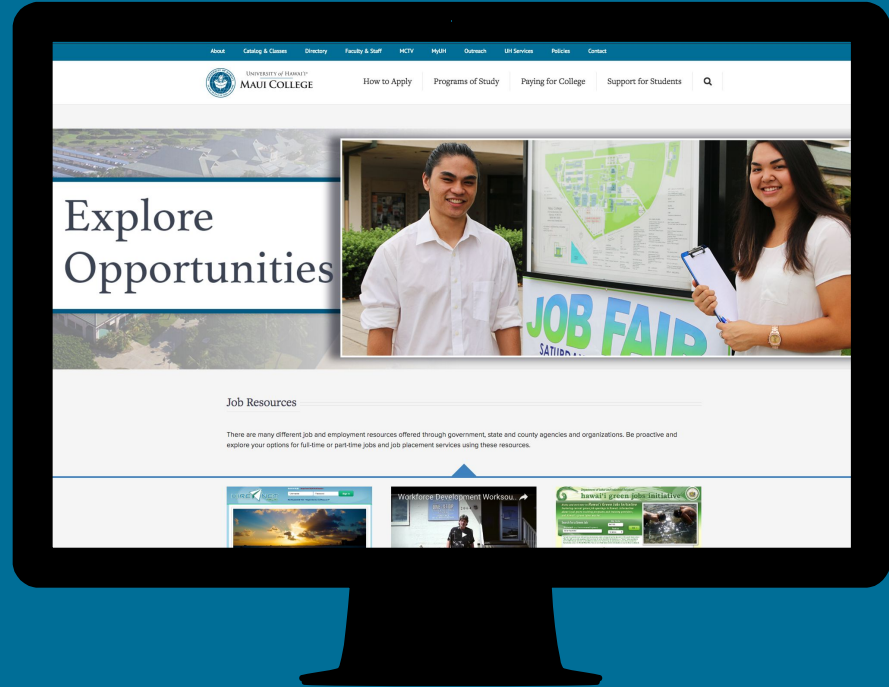 About Catalog & Classes Directory Faculty & Staff MCTV MyUH Outreach UH Services Policies Contact
UNIVERSITY of HAWAI'I®
MAUI COLLEGE
How to Apply Programs of Study Paying for College Support for Students
Explore
Opportunities
JOB FAIR
SATURDA
Job Resources
There are many different job and employment resources offered through government, state and county agencies and organizations. Be proactive and
explore your options for full-time or part-time jobs and job placement services using these resources.
Workforce Development Worksou...
hawai'i green jobs initiative